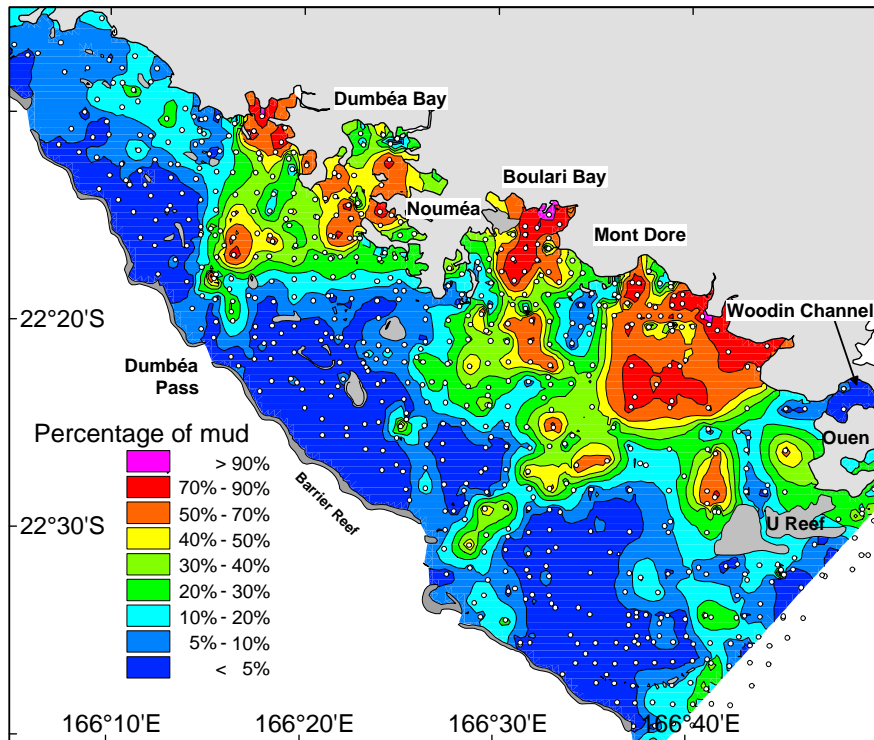 Dumbéa Bay
Boulari Bay
Nouméa
Mont Dore
22°20'S
Woodin Channel
Dumbéa
Pass
Percentage of mud
> 90%
70% - 90%
50% - 70%
40% - 50%
30% - 40%
20% - 30%
10% - 20%
5% - 10%
< 5%
Ouen
Barrier Reef
22°30'S
U Reef
166°10'E
166°20'E
166°30'E
166°40'E